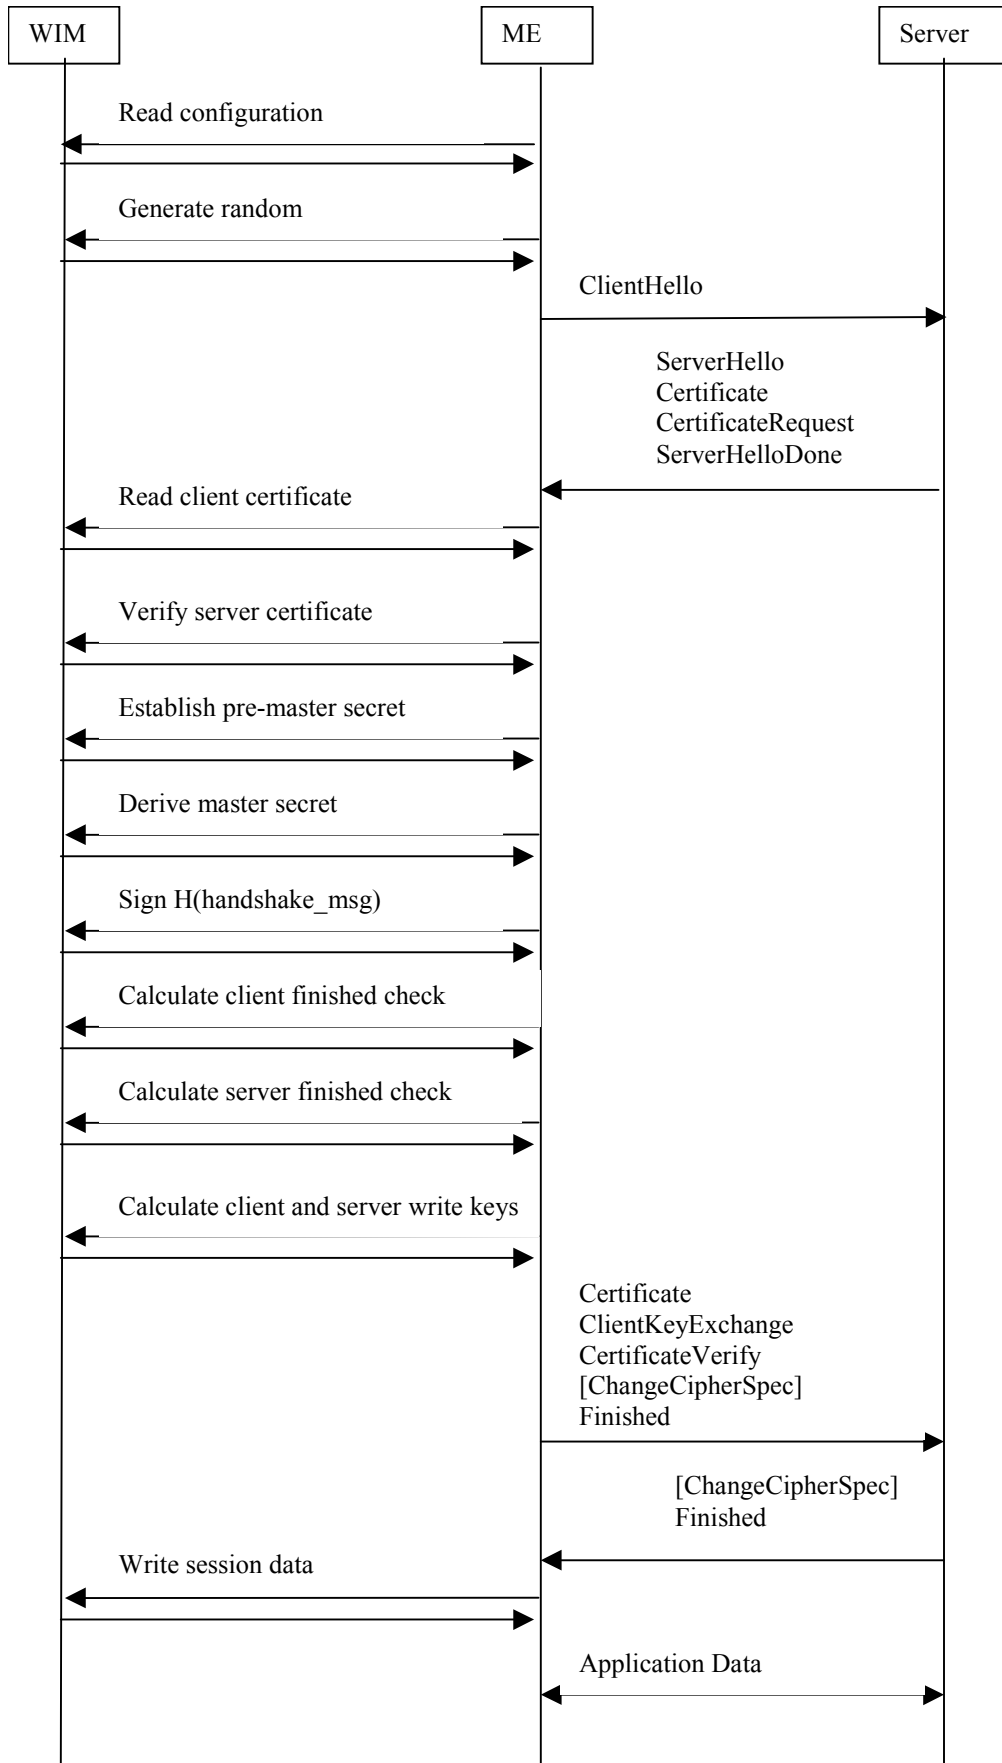 WIM ME Server
Read configuration
Generate random
ClientHello
ServerHello
Certificate
CertificateRequest
ServerHelloDone
Read client certificate
Verify server certificate
Establish pre-master secret
Derive master secret
Sign H(handshake_msg)
Calculate client finished check
Calculate server finished check
Calculate client and server write keys
Certificate
ClientKeyExchange
CertificateVerify
[ChangeCipherSpec]
Finished
[ChangeCipherSpec]
Finished
Write session data
Application Data